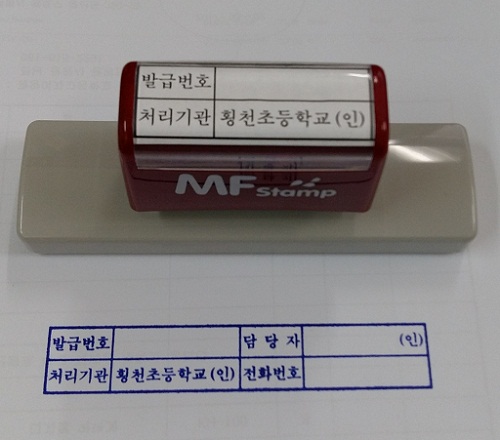 발급번호
처리기관 횡천초등학교 (인)
MF Stamp
발급번호 담 당 자 (인)
처리기관 횡천초등학교 (인) 전화번호